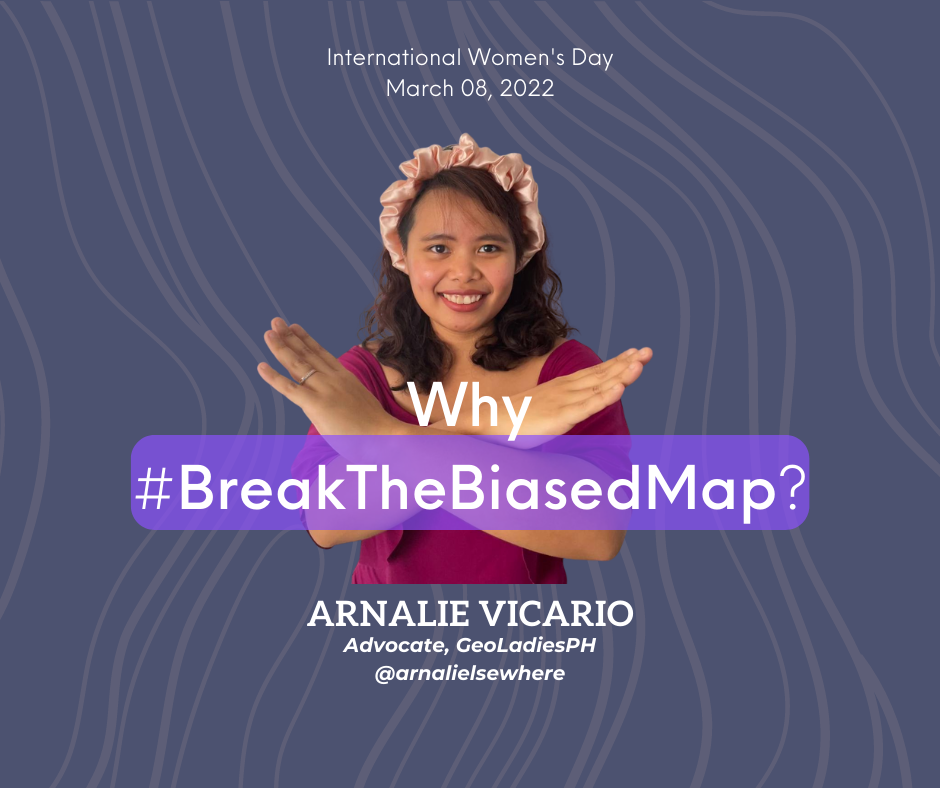 International Women's Day
March 08, 2022
Why
#BreakTheBiasedMap?
ARNALIE VICARIO
Advocate, GeoLadiesPH
@arnalielsewhere